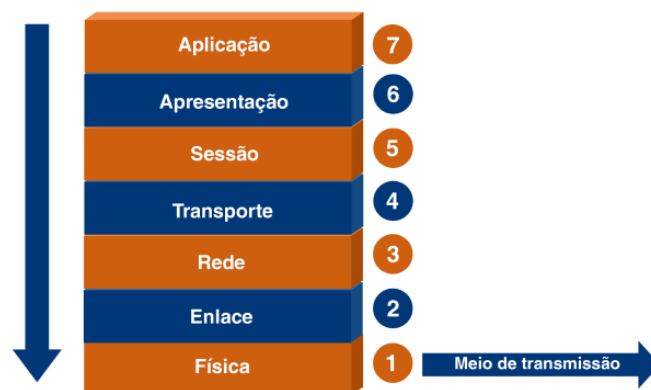 Aplicação 7
Apresentação 6
Sessão 5
Transporte 4
Rede 3
Enlace 2
Física 1 Meio de transmissão